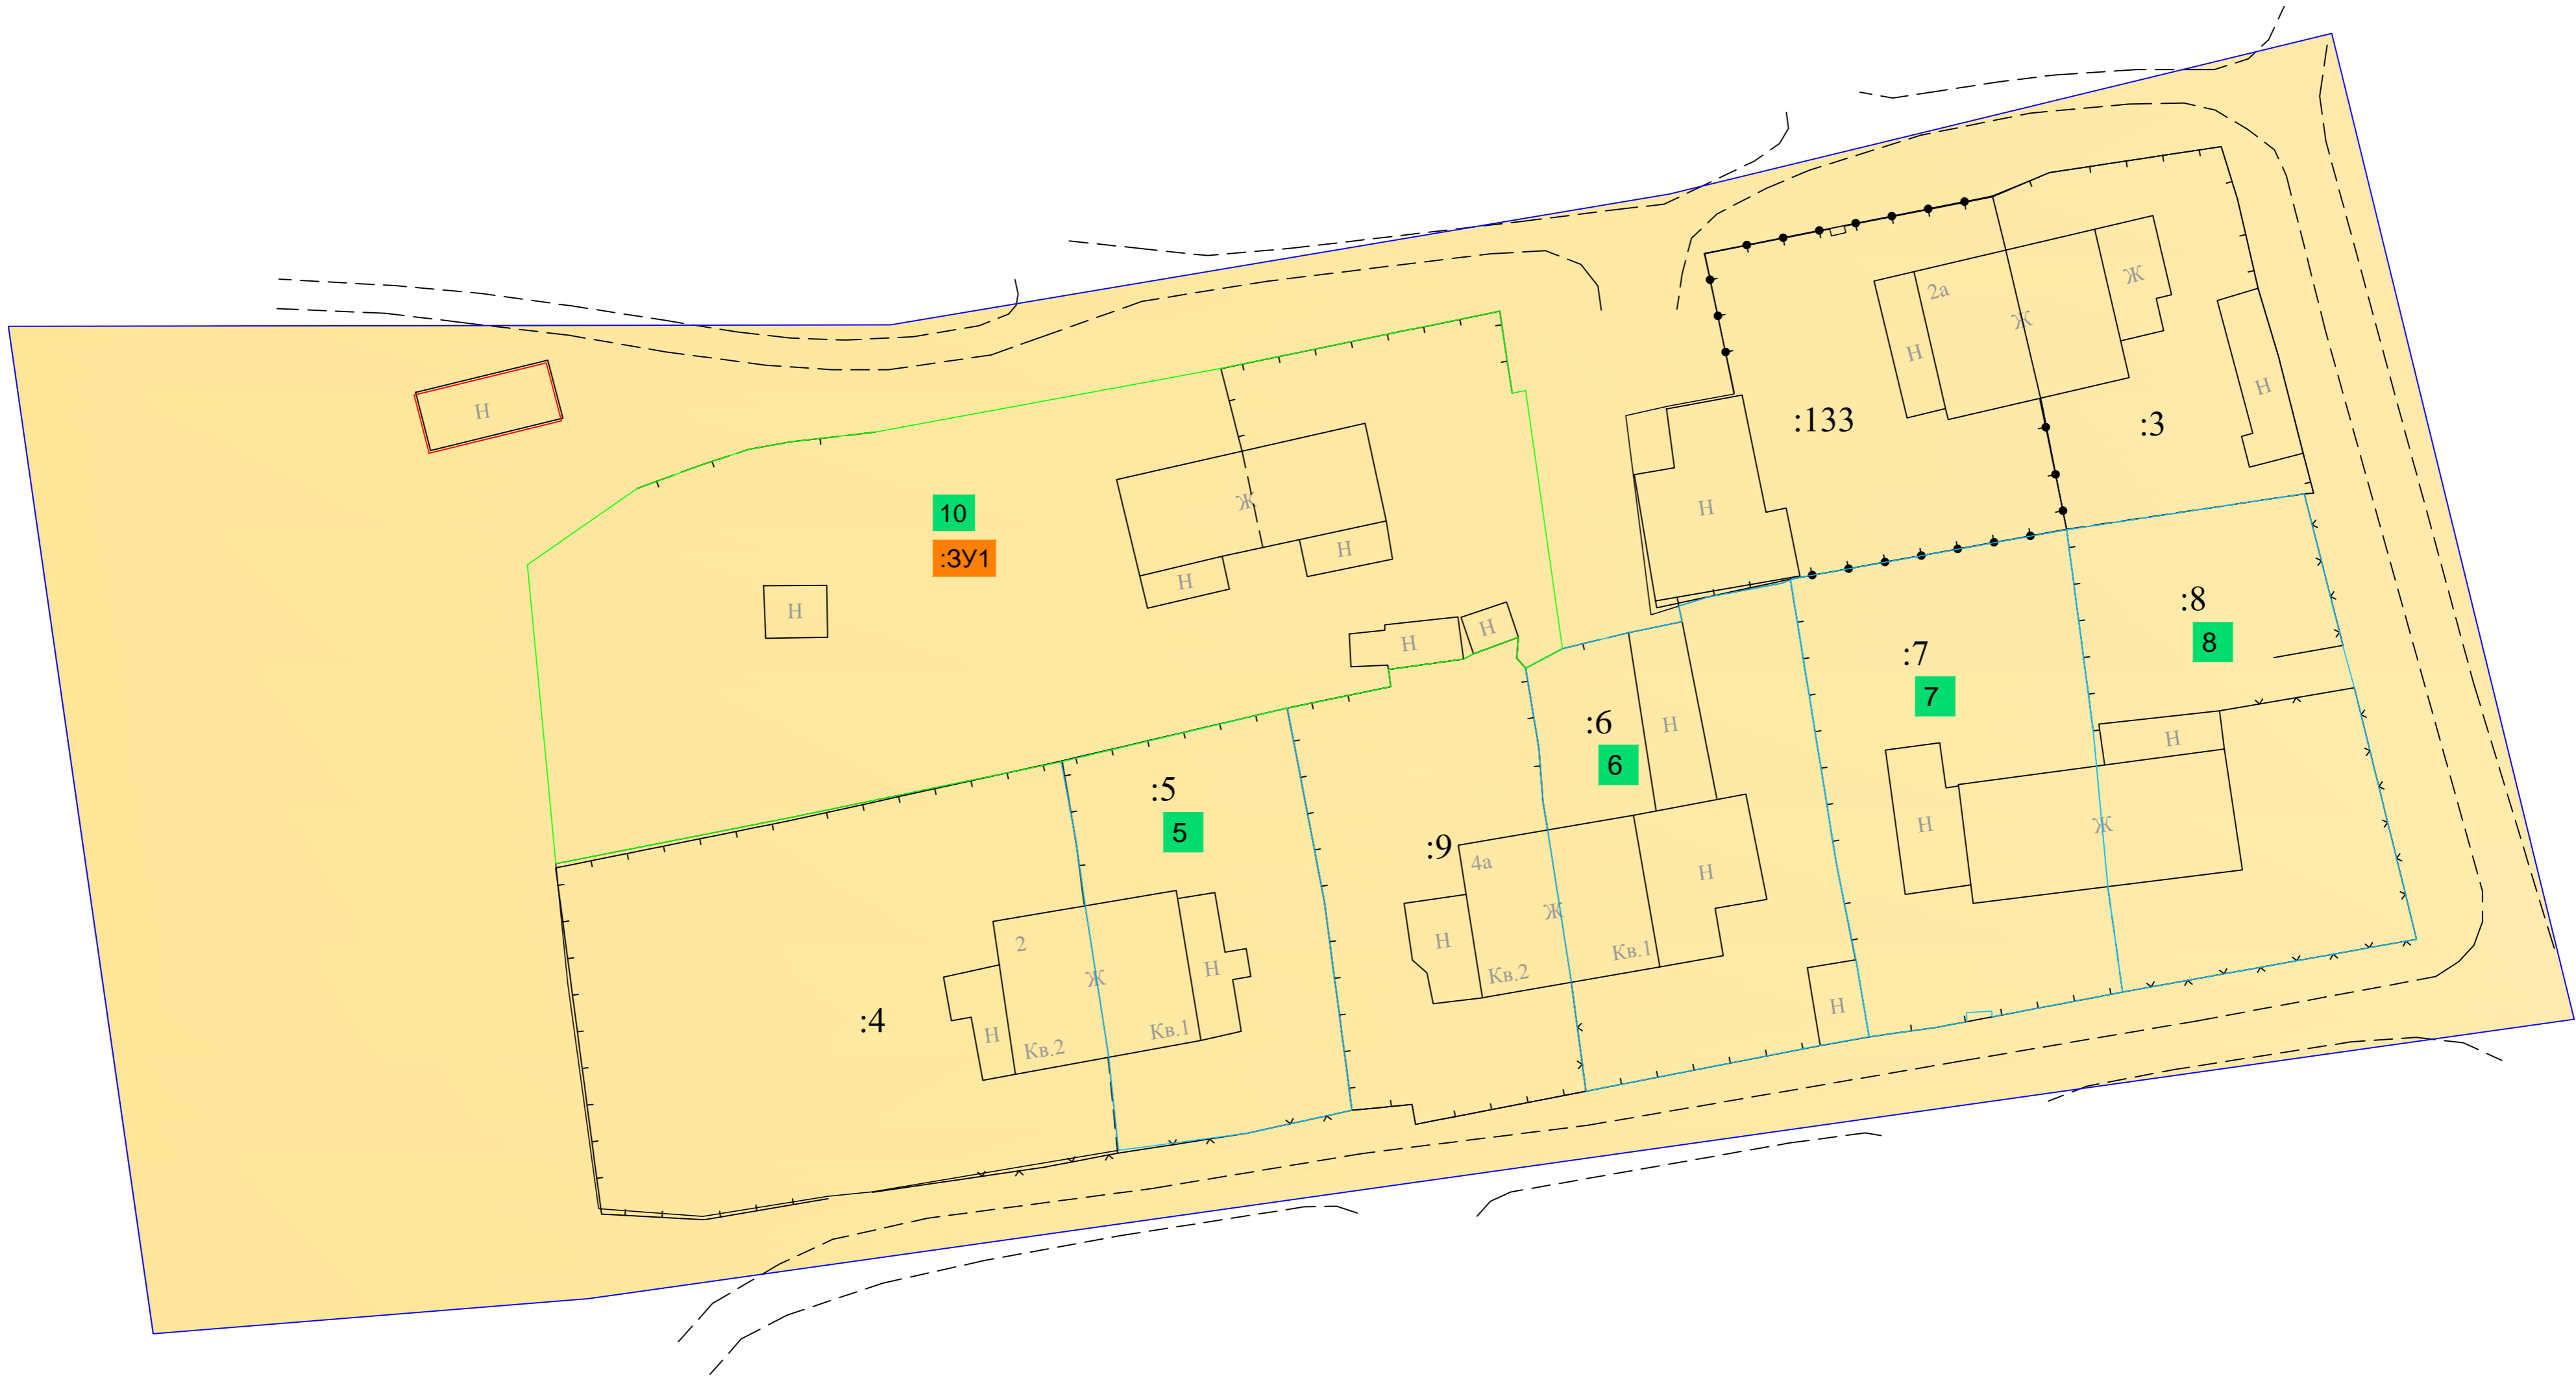 2а
Ж
Ж
Н
Н
Н
:133
:3
Н
10
Ж
:ЗУ1
Н
Н
Н
Н
Н
Н
:8
8
:7
7
:6
6
Н
Н
:5
5
Н
Ж
:9
4а
Н
Ж
Н
Кв.1
Кв.2
2
Ж
Н
Н
Кв.1
Кв.2
:4
Н